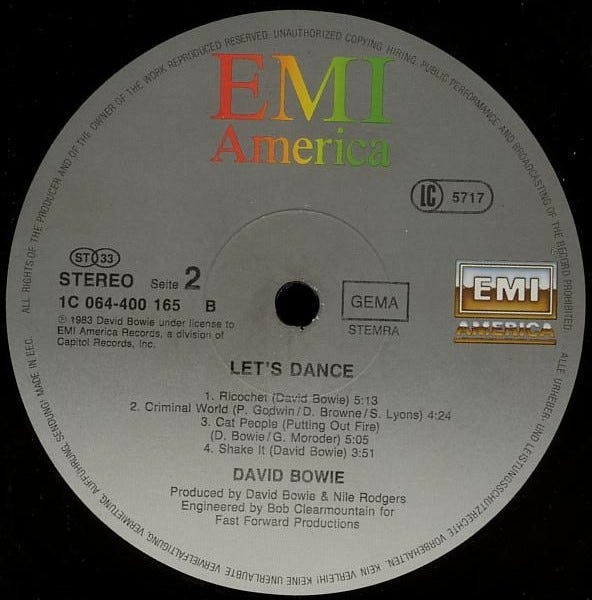 ALL RIGHTS OF THE PRODUCER AND OF THE OWNER OF THE WORK REPRODUCED RESERVED. UNAUTHORIZED COPYING, HIRING, PUBLIC PERFORMANCE AND BROADCASTING OF THE RECORD PROHIBITED
EMI
America
LC 5717
ST 33
STEREO Seite 2
1C 064-400 165 B
℗ 1983 David Bowie under license to
EMI America Records, a division of
Capitol Records, Inc.
GEMA
STEMRA
EMI
AMERICA
LET'S DANCE
1. Ricochet (David Bowie) 5:13
2. Criminal World (P. Godwin/D. Browne/S. Lyons) 4:24
3. Cat People (Putting Out Fire)
(D. Bowie/G. Moroder) 5:05
4. Shake It (David Bowie) 3:51
DAVID BOWIE
Produced by David Bowie & Nile Rodgers
Engineered by Bob Clearmountain for
Fast Forward Productions
ALLE URHEBER- UND LEISTUNGSSCHUTZRECHTE VORBEHALTEN. KEIN VERLEIH! KEINE UNERLAUBTE VERVIELFÄLTIGUNG, VERMIETUNG, AUFFÜHRUNG, SENDUNG! MADE IN EEC.